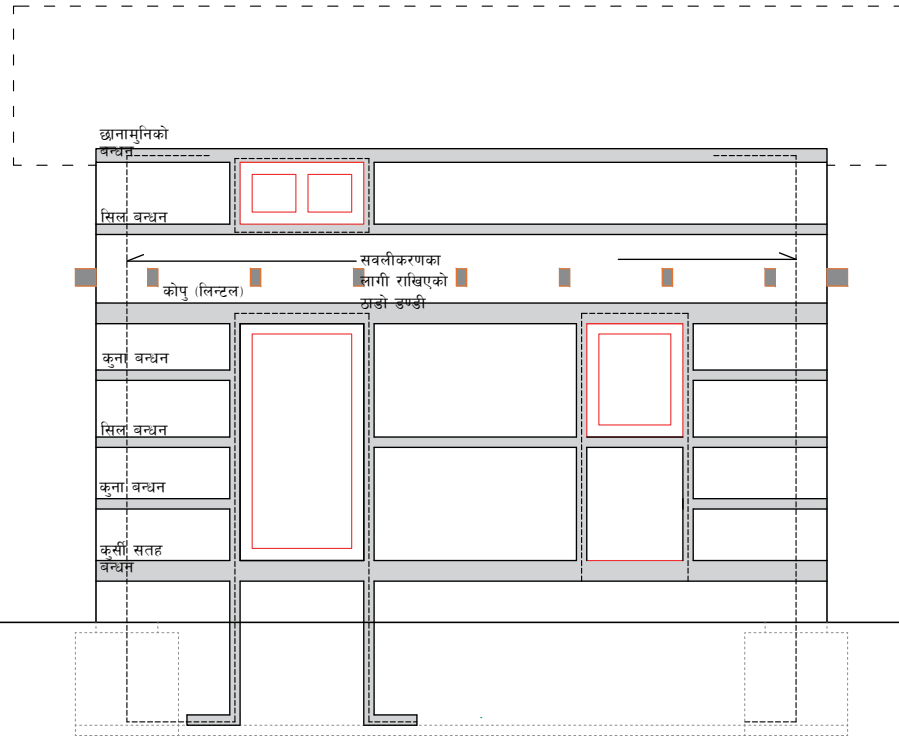 छानामुनिको
बन्धन
सिल बन्धन
सवलीकरणका
लागी राखिएको
ठाडो डण्डी
कोपु (लिन्टल)
कुना बन्धन
सिल बन्धन
कुना बन्धन
कुर्सी सतह
बन्धन